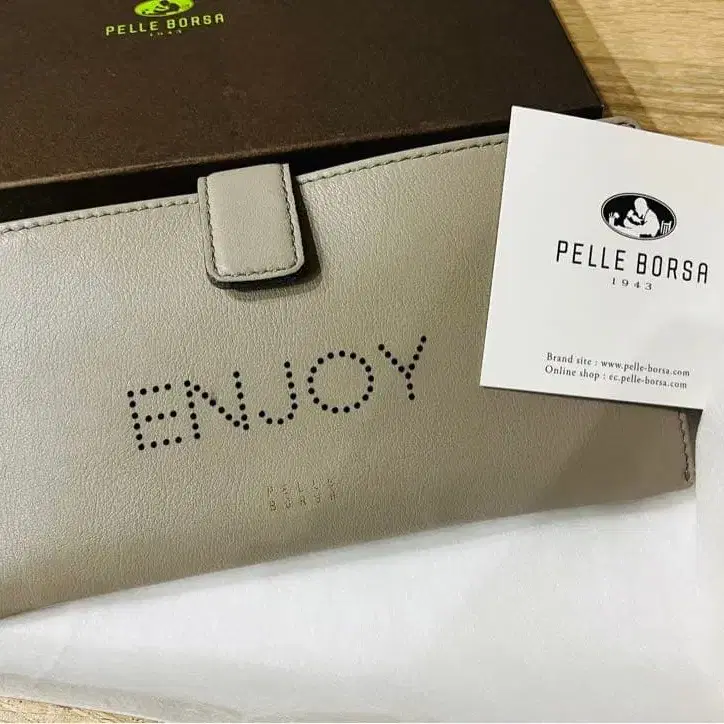 PELLE BORSA
1943
PELLE BORSA
1943
Brand site : www.pelle-borsa.com
Online shop : ec.pelle-borsa.com
ENJOY
PELLE
BORSA